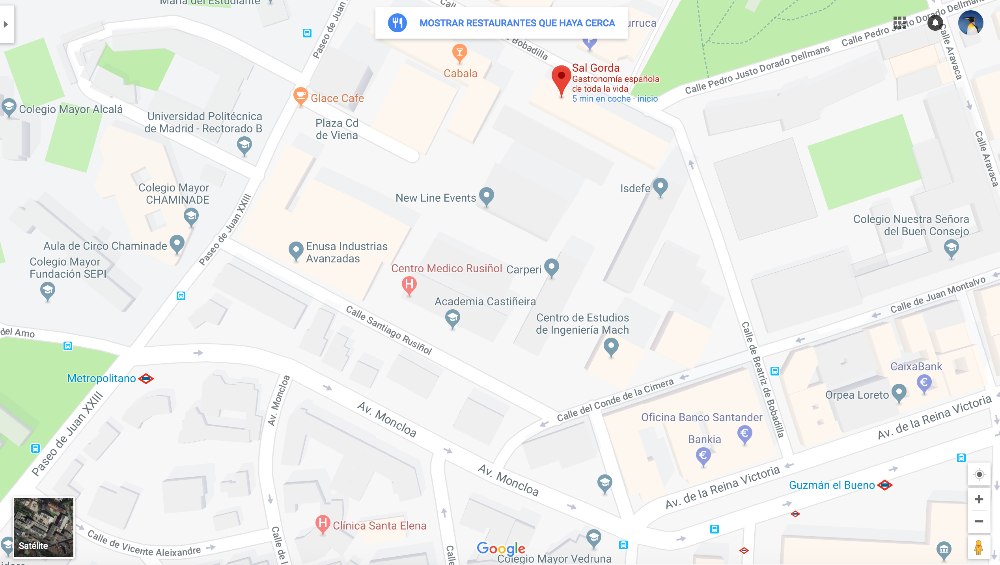 María del Estudiante
MOSTRAR RESTAURANTES QUE HAYA CERCA
Paseo de Juan
Calle
Bobadilla
Calle Pedro Justo Dorado Dellmans
Calle Pedro Justo Dorado Dellmans
Calle Aravaca
Calle Aravaca
Cabala
Sal Gorda
Gastronomía española
de toda la vida
5 min en coche - inicio
Glace Cafe
Colegio Mayor Alcalá
Universidad Politécnica
de Madrid - Rectorado B
Plaza Cd
de Viena
Colegio Mayor
CHAMINADE
New Line Events
Isdefe
Paseo de Juan XXIII
Colegio Nuestra Señora
del Buen Consejo
Aula de Circo Chaminade
Enusa Industrias
Avanzadas
Colegio Mayor
Fundación SEPI
Centro Medico Rusiñol
Carperi
Calle de Juan Montalvo
Academia Castiñeira
Centro de Estudios
de Ingeniería Mach
Calle Santiago Rusiñol
del Amo
Calle de Beatriz de Bobadilla
CaixaBank
Metropolitano
Orpea Loreto
Calle del Conde de la Cimera
Av. Moncloa
Av. Moncloa
Oficina Banco Santander
Bankia
Paseo de Juan XXIII
Av. de la Reina Victoria
Av. Moncloa
Av. de la Reina Victoria
Guzmán el Bueno
Clínica Santa Elena
Satélite
Calle de Vicente Aleixandre
Calle de
Calle
Google
Colegio Mayor Vedruna